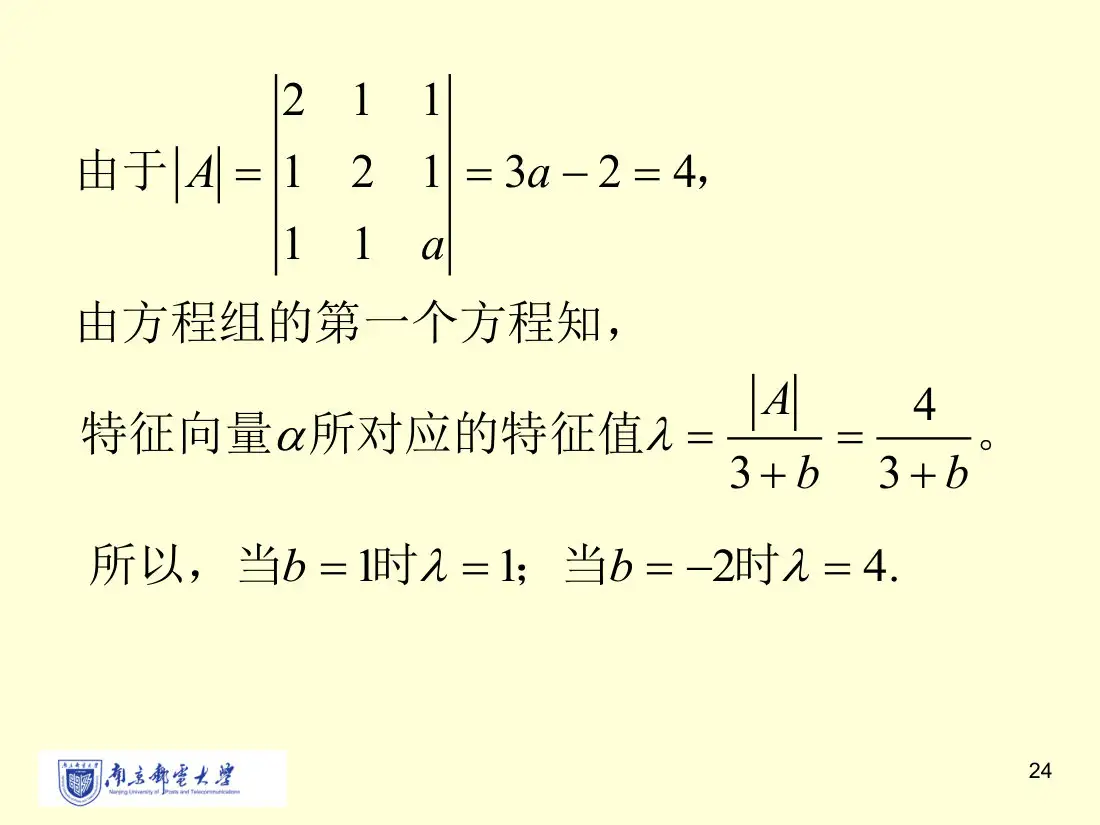 由于|A| = |2 1 1; 1 2 1; 1 1 a| = 3a − 2 = 4，
由方程组的第一个方程知，
特征向量α所对应的特征值λ = |A|/(3 + b) = 4/(3 + b)。
所以，当b = 1时λ = 1；当b = −2时λ = 4.
南京邮电大学
Nanjing University of Posts and Telecommunications
24